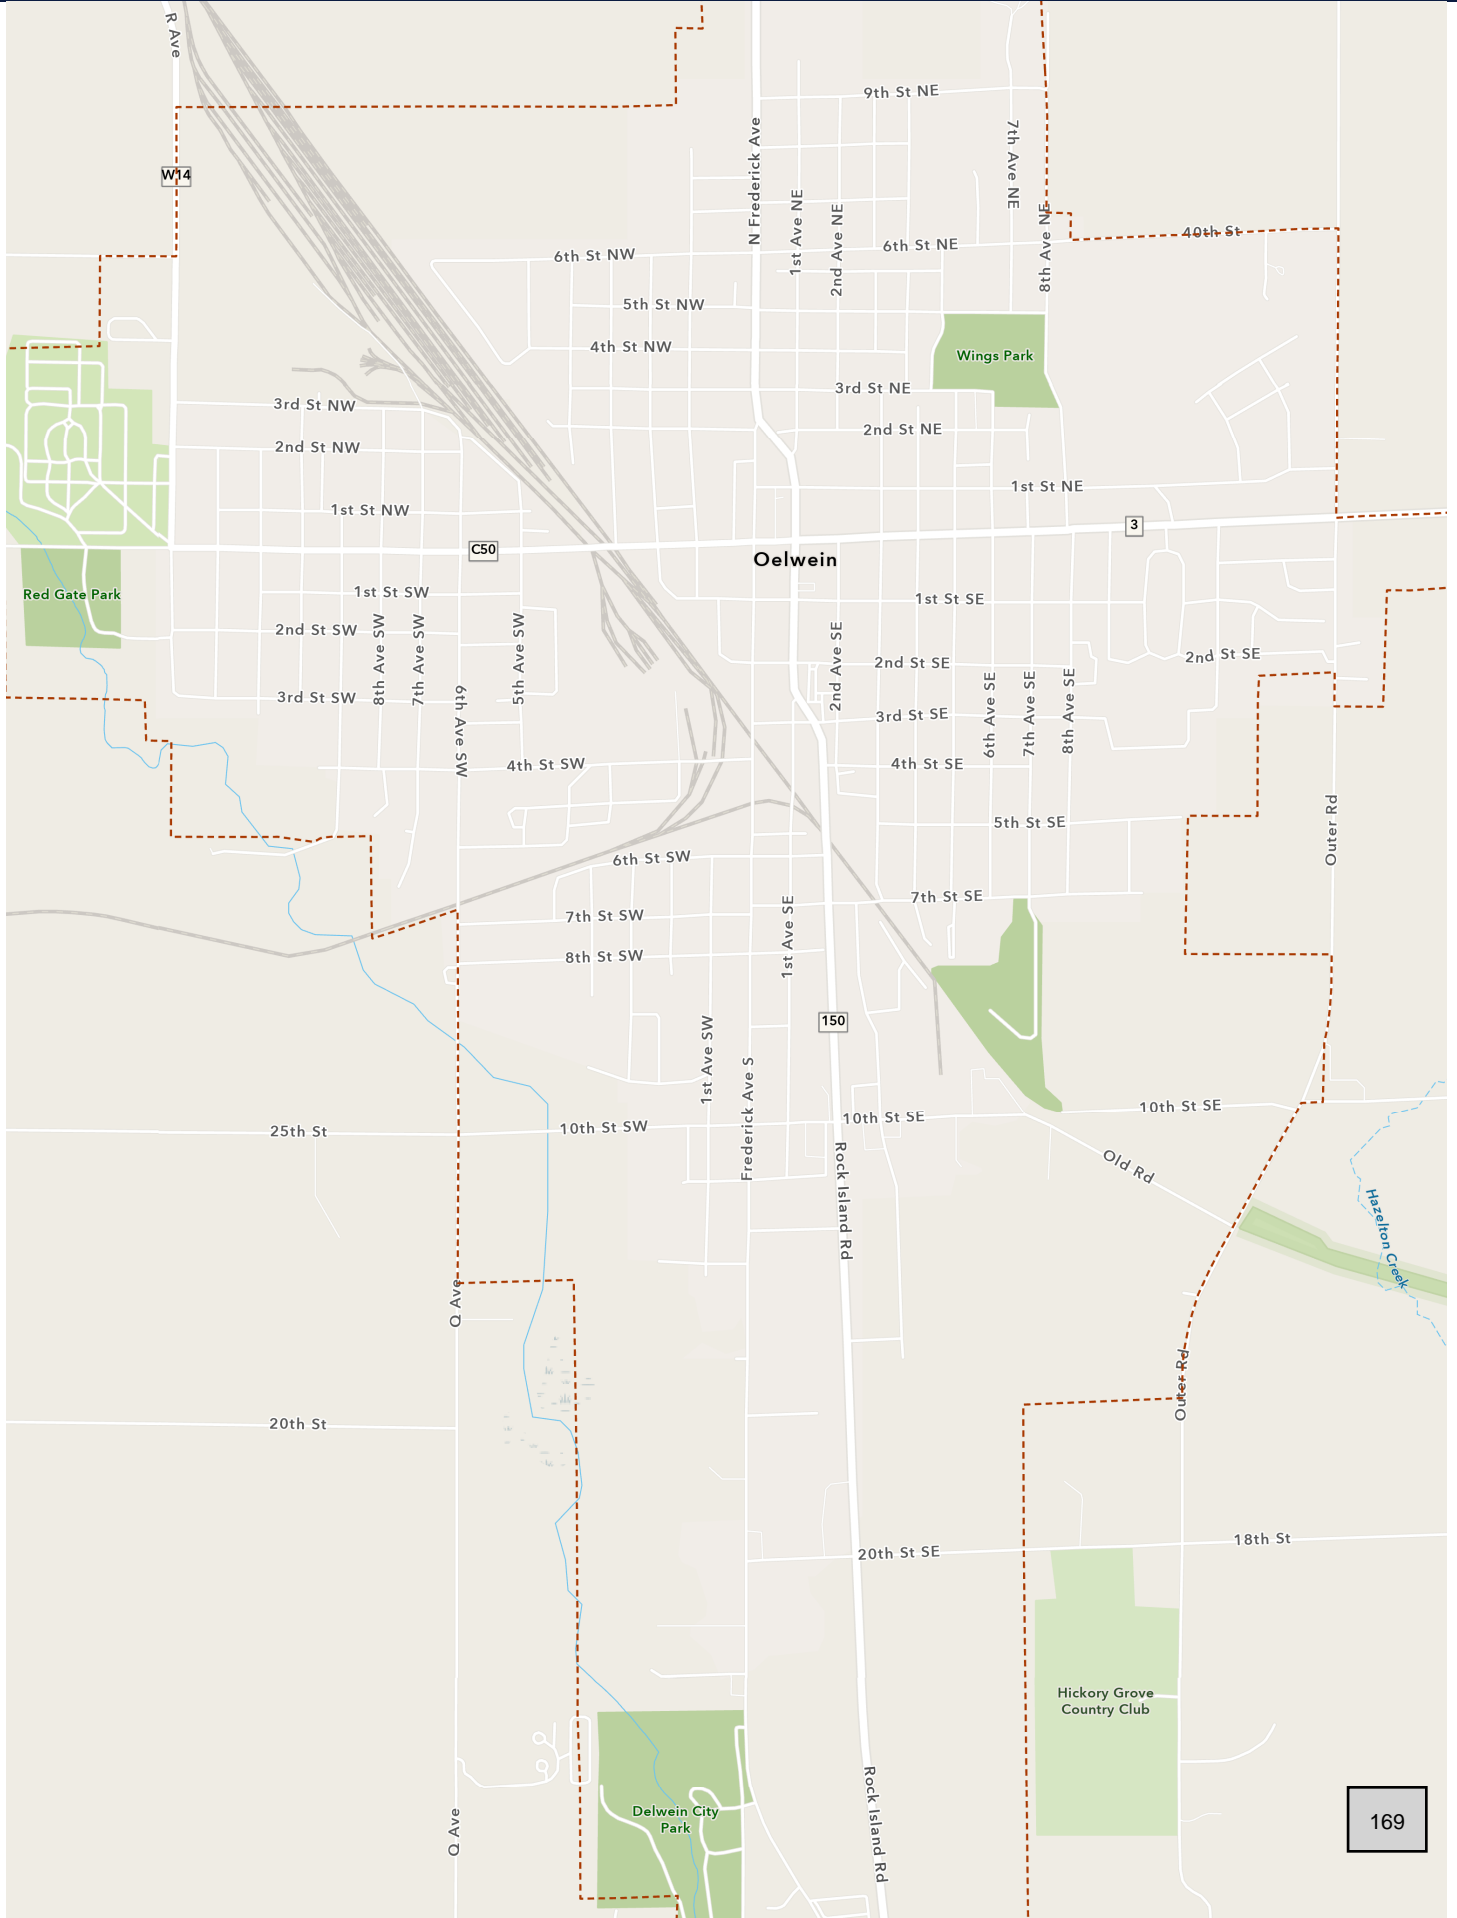 R Ave
9th St NE
7th Ave NE
N Frederick Ave
W14
1st Ave NE
2nd Ave NE
8th Ave NE
40th St
6th St NE
6th St NW
5th St NW
4th St NW
Wings Park
3rd St NE
3rd St NW
2nd St NE
2nd St NW
1st St NE
1st St NW
3
C50
Oelwein
Red Gate Park
1st St SW
1st St SE
2nd St SW
8th Ave SW
7th Ave SW
5th Ave SW
2nd Ave SE
2nd St SE
2nd St SE
3rd St SW
6th Ave SW
3rd St SE
6th Ave SE
7th Ave SE
8th Ave SE
4th St SW
4th St SE
5th St SE
Outer Rd
6th St SW
7th St SE
7th St SW
1st Ave SE
8th St SW
150
1st Ave SW
Frederick Ave S
10th St SE
10th St SE
10th St SW
25th St
Rock Island Rd
Old Rd
Hazelton Creek
Q Ave
Outer Rd
20th St
18th St
20th St SE
Hickory Grove
Country Club
Rock Island Rd
Delwein City
Park
Q Ave
169